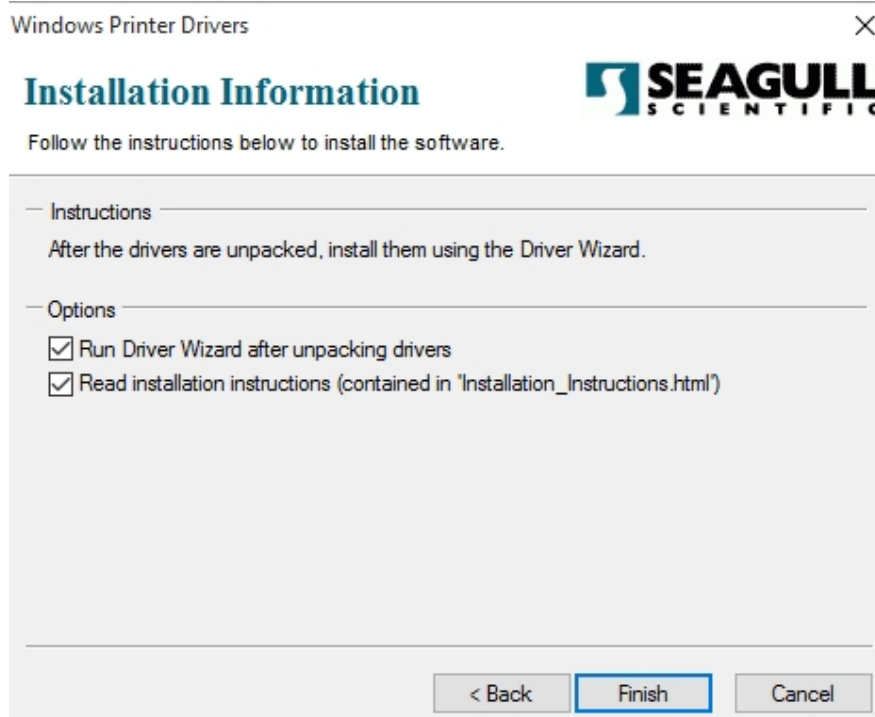 Windows Printer Drivers
Installation Information
SEAGULL
SCIENTIFIC
Follow the instructions below to install the software.
Instructions
After the drivers are unpacked, install them using the Driver Wizard.
Options
Run Driver Wizard after unpacking drivers
Read installation instructions (contained in "Installation_Instructions.html")
< Back
Finish
Cancel